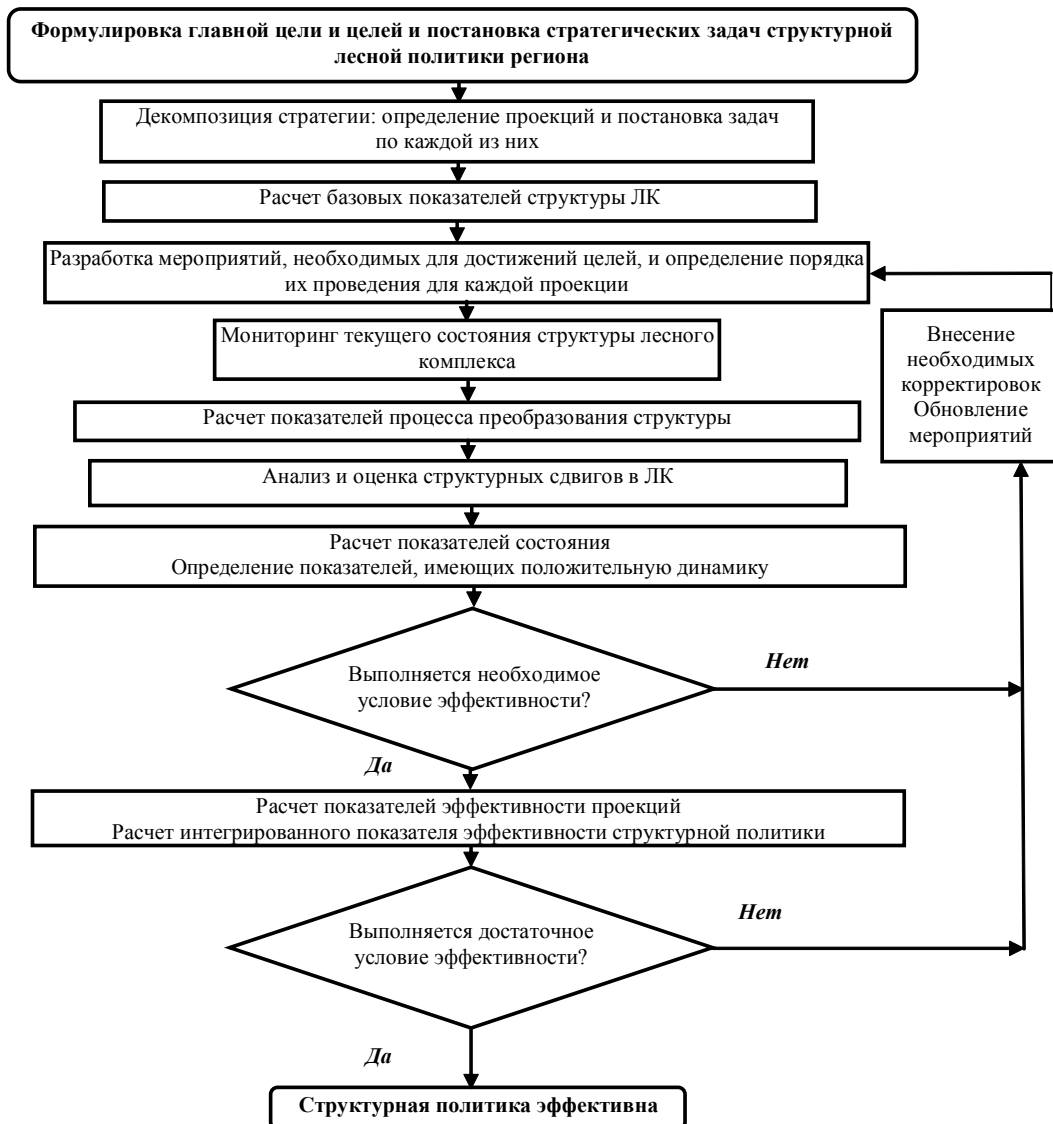 Формулировка главной цели и целей и постановка стратегических задач структурной
лесной политики региона
Декомпозиция стратегии: определение проекций и постановка задач
по каждой из них
Расчет базовых показателей структуры ЛК
Разработка мероприятий, необходимых для достижений целей, и определение порядка
их проведения для каждой проекции
Мониторинг текущего состояния структуры лесного
комплекса
Внесение
необходимых
корректировок
Обновление
мероприятий
Расчет показателей процесса преобразования структуры
Анализ и оценка структурных сдвигов в ЛК
Расчет показателей состояния
Определение показателей, имеющих положительную динамику
Выполняется необходимое
условие эффективности?
Нет
Да
Расчет показателей эффективности проекций
Расчет интегрированного показателя эффективности структурной политики
Выполняется достаточное
условие эффективности?
Нет
Да
Структурная политика эффективна